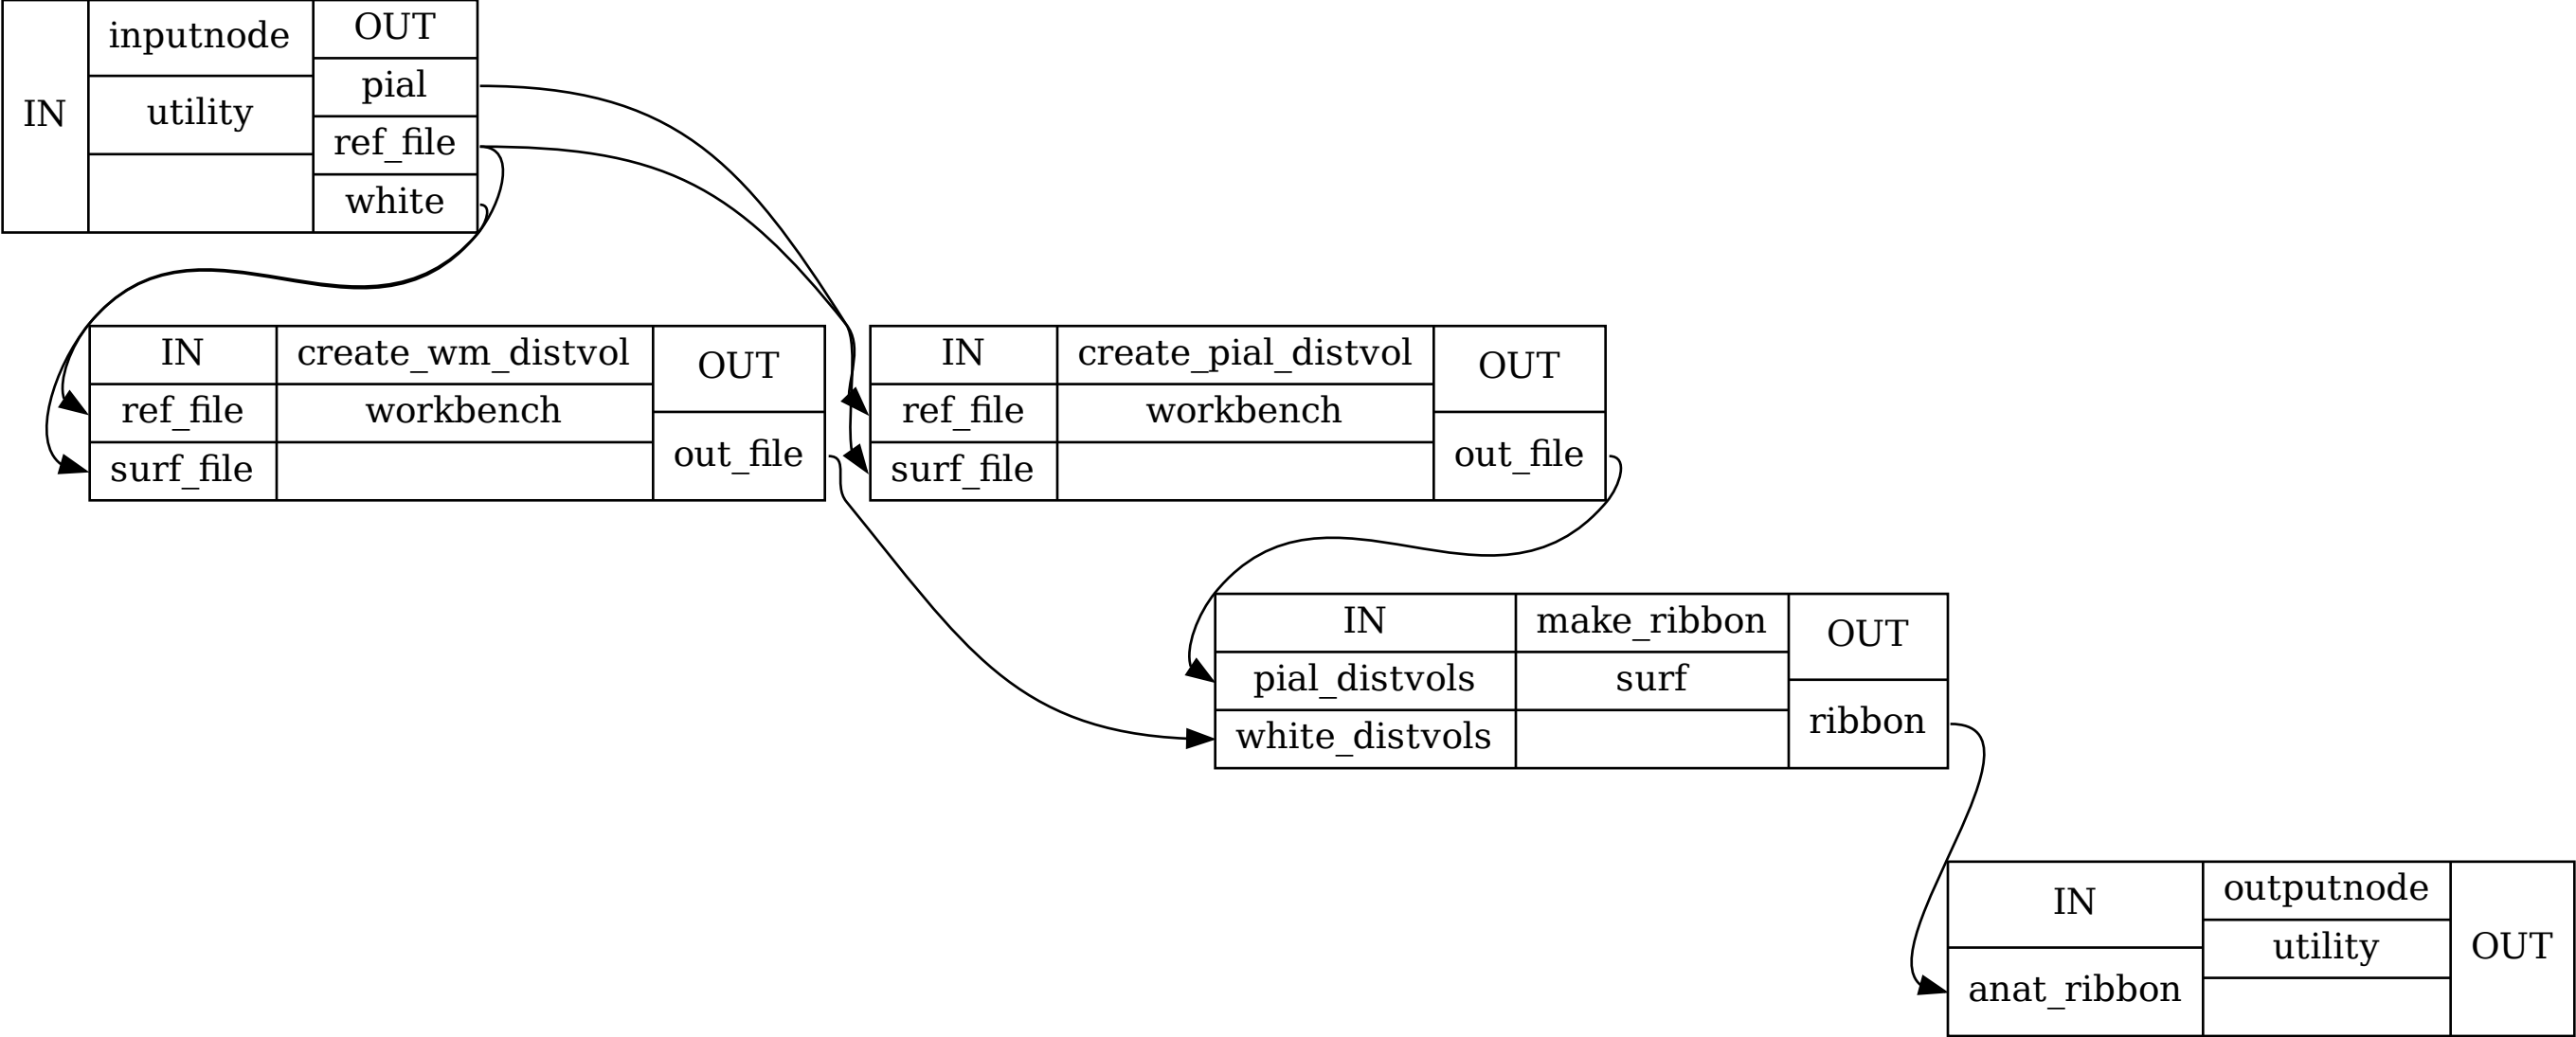 IN
inputnode
utility
OUT
pial
ref_file
white
IN
ref_file
surf_file
create_wm_distvol
workbench
OUT
out_file
IN
ref_file
surf_file
create_pial_distvol
workbench
OUT
out_file
IN
pial_distvols
white_distvols
make_ribbon
surf
OUT
ribbon
IN
anat_ribbon
outputnode
utility
OUT